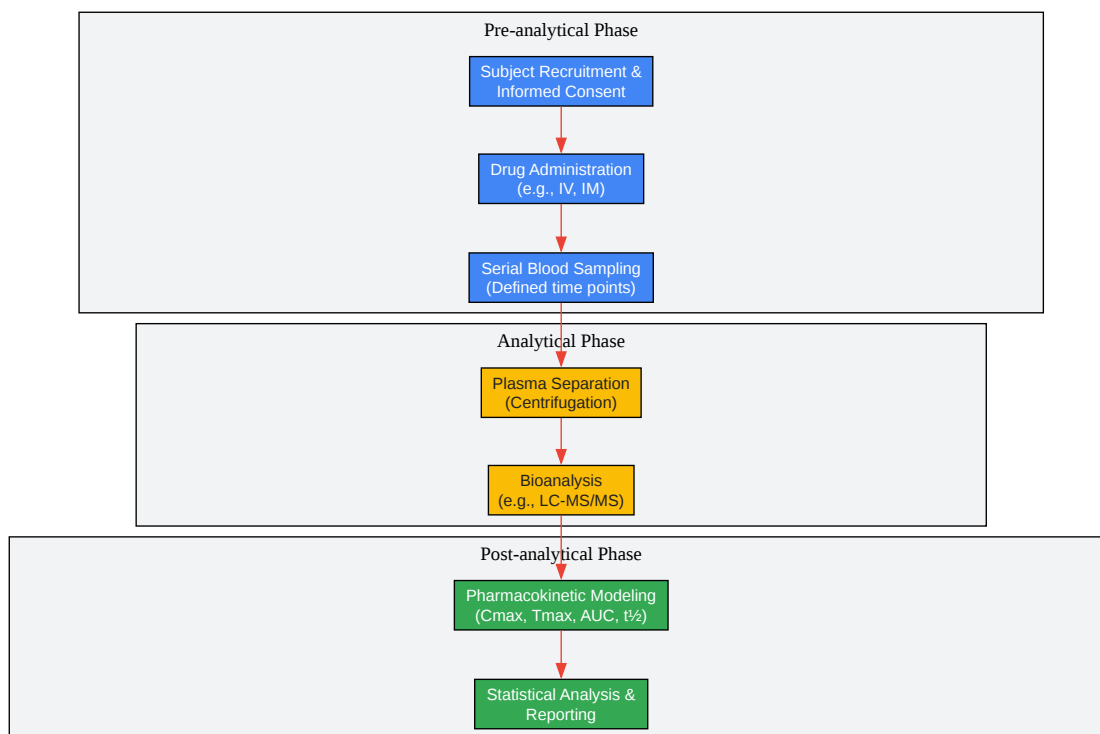 Pre-analytical Phase
Subject Recruitment &
Informed Consent
Drug Administration
(e.g., IV, IM)
Serial Blood Sampling
(Defined time points)
Analytical Phase
Plasma Separation
(Centrifugation)
Bioanalysis
(e.g., LC-MS/MS)
Post-analytical Phase
Pharmacokinetic Modeling
(Cmax, Tmax, AUC, t½)
Statistical Analysis &
Reporting